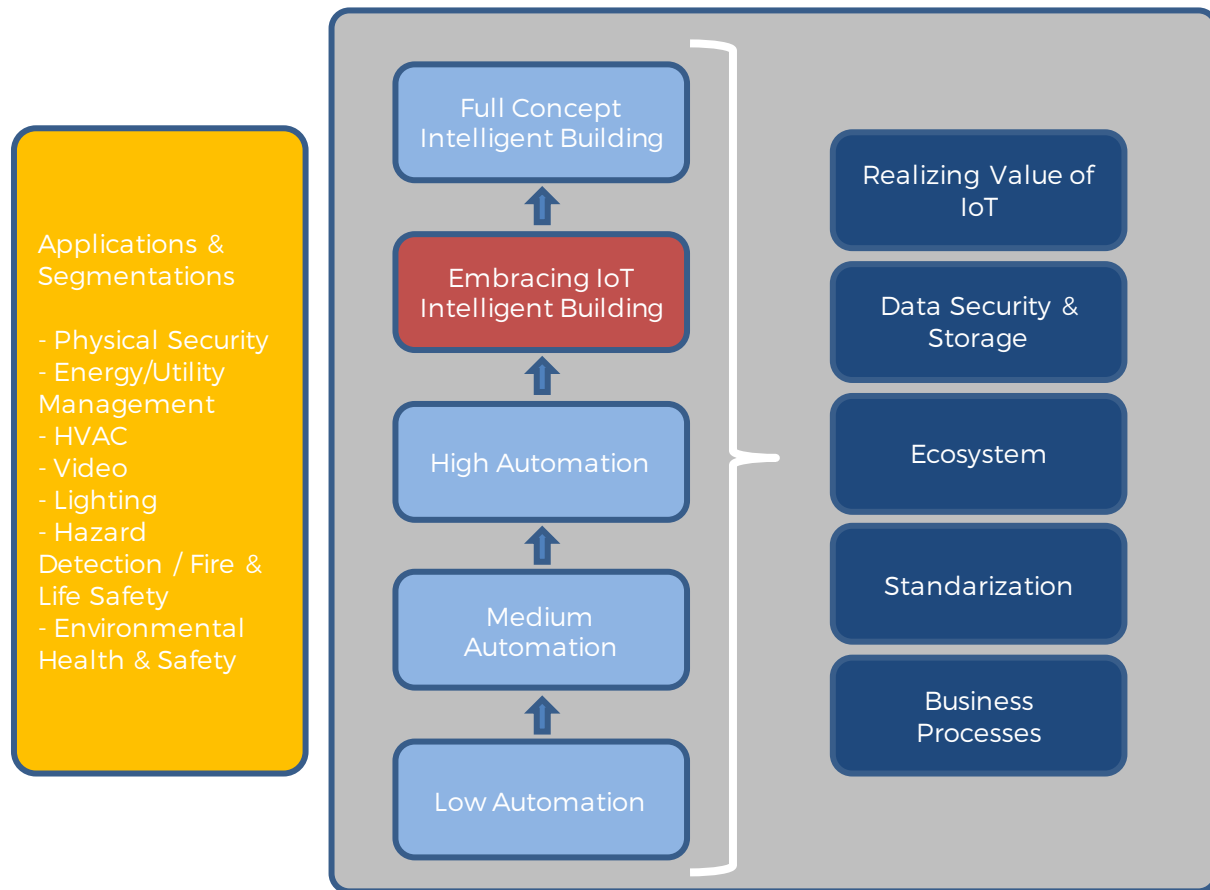 Applications &
Segmentations
- Physical Security
- Energy/Utility
Management
- HVAC
- Video
- Lighting
- Hazard
Detection / Fire &
Life Safety
- Environmental
Health & Safety
Full Concept
Intelligent Building
Embracing IoT
Intelligent Building
High Automation
Medium
Automation
Low Automation
Realizing Value of
IoT
Data Security &
Storage
Ecosystem
Standarization
Business
Processes